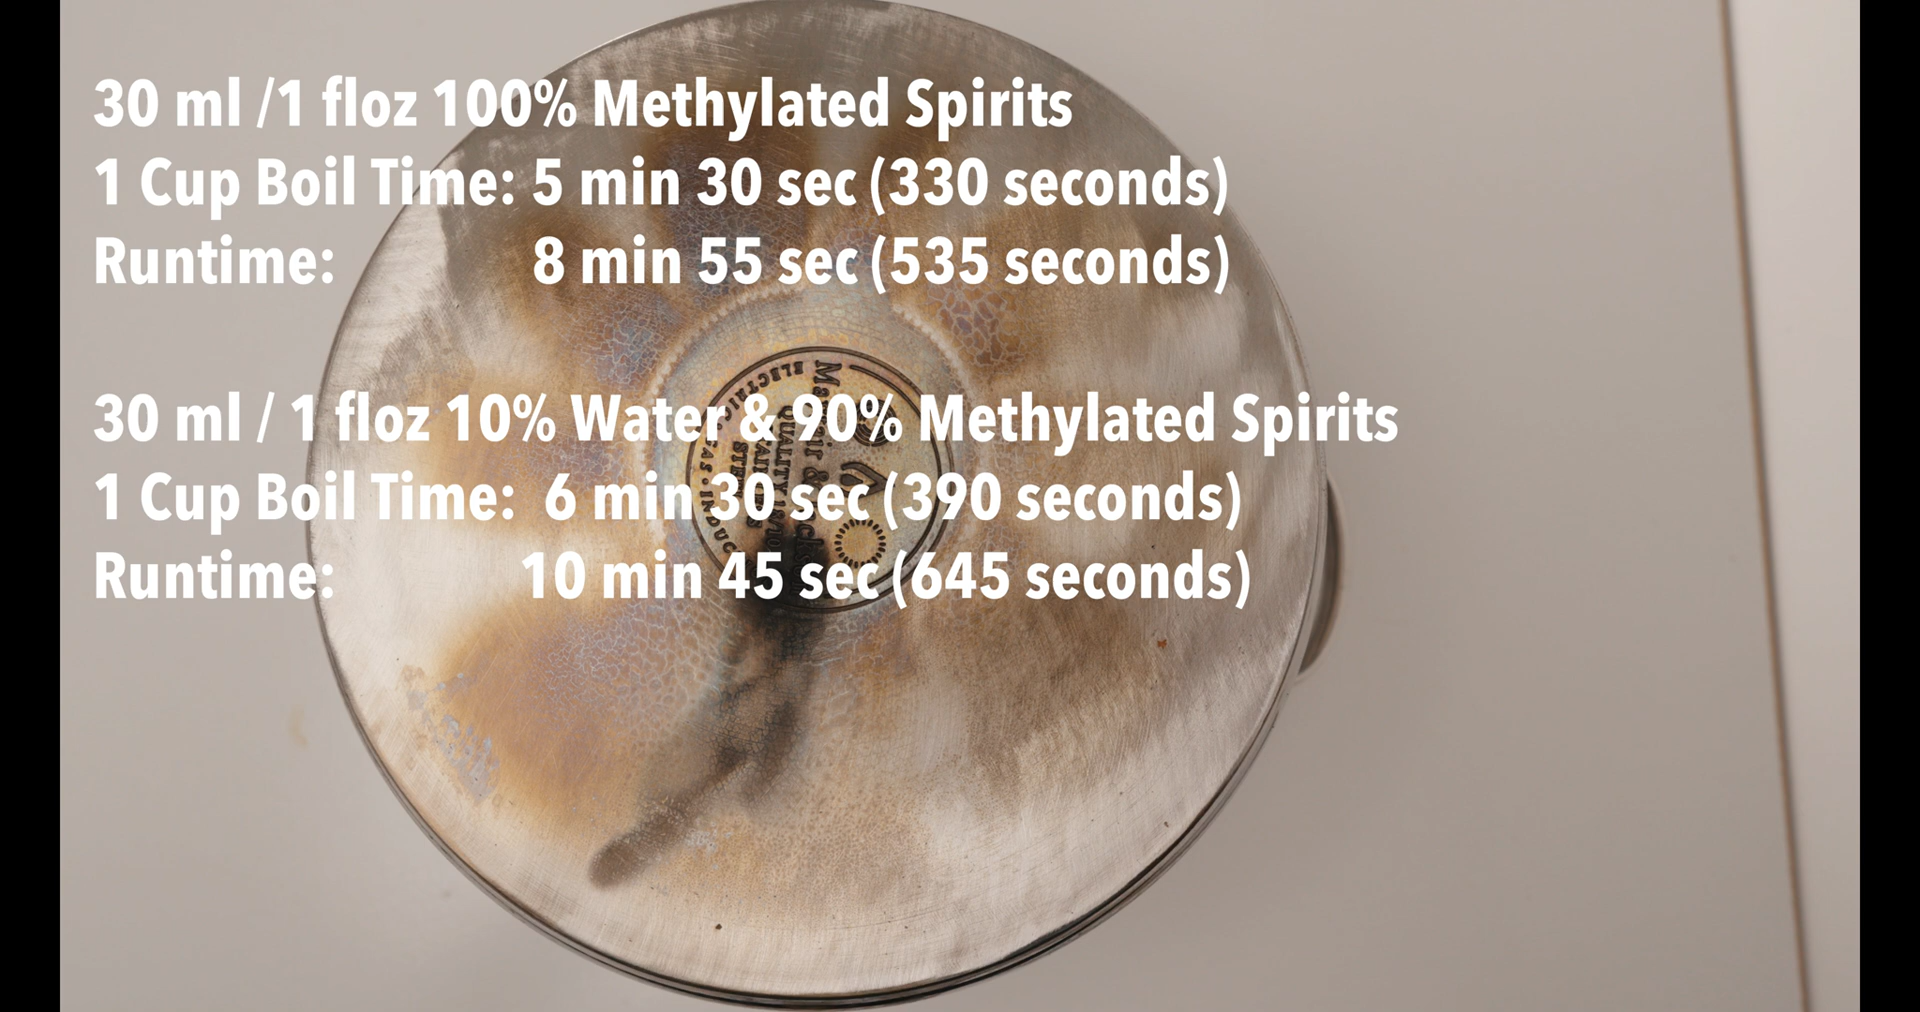 30 ml /1 floz 100% Methylated Spirits
1 Cup Boil Time: 5 min 30 sec (330 seconds)
Runtime: 8 min 55 sec (535 seconds)
30 ml / 1 floz 10% Water & 90% Methylated Spirits
1 Cup Boil Time: 6 min 30 sec (390 seconds)
Runtime: 10 min 45 sec (645 seconds)